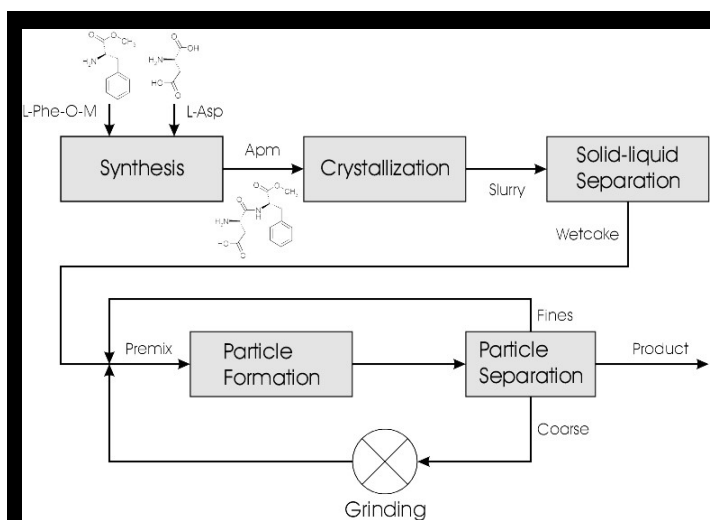 L-Phe-O-M
L-Asp
Synthesis
Apm
Crystallization
Slurry
Solid-liquid
Separation
Wetcake
Fines
Premix
Particle
Formation
Particle
Separation
Product
Coarse
Grinding